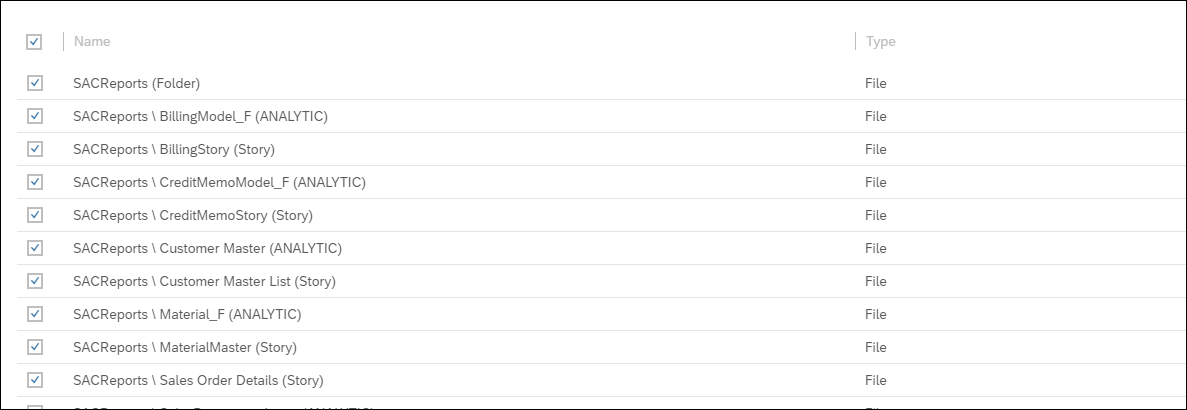 Name Type
SACReports (Folder) File
SACReports \ BillingModel_F (ANALYTIC) File
SACReports \ BillingStory (Story) File
SACReports \ CreditMemoModel_F (ANALYTIC) File
SACReports \ CreditMemoStory (Story) File
SACReports \ Customer Master (ANALYTIC) File
SACReports \ Customer Master List (Story) File
SACReports \ Material_F (ANALYTIC) File
SACReports \ MaterialMaster (Story) File
SACReports \ Sales Order Details (Story) File